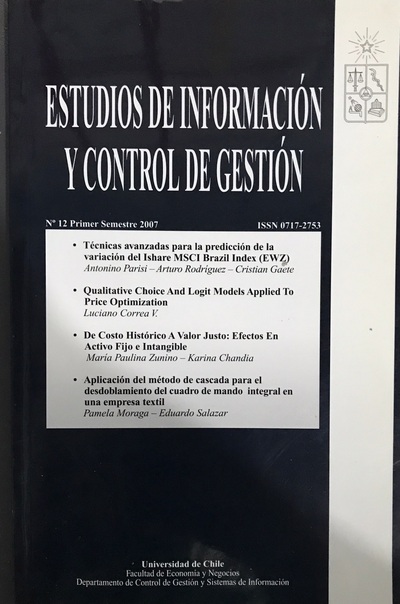 ESTUDIOS DE INFORMACIÓN
Y CONTROL DE GESTIÓN
Nº 12 Primer Semestre 2007 ISSN 0717-2753
• Técnicas avanzadas para la predicción de la
variación del Ishare MSCI Brazil Index (EWZ)
Antonino Parisi – Arturo Rodríguez – Cristian Gaete
• Qualitative Choice And Logit Models Applied To
Price Optimization
Luciano Correa V.
• De Costo Histórico A Valor Justo: Efectos En
Activo Fijo e Intangible
María Paulina Zunino – Karina Chandia
• Aplicación del método de cascada para el
desdoblamiento del cuadro de mando integral en
una empresa textil
Pamela Moraga – Eduardo Salazar
Universidad de Chile
Facultad de Economía y Negocios
Departamento de Control de Gestión y Sistemas de Información